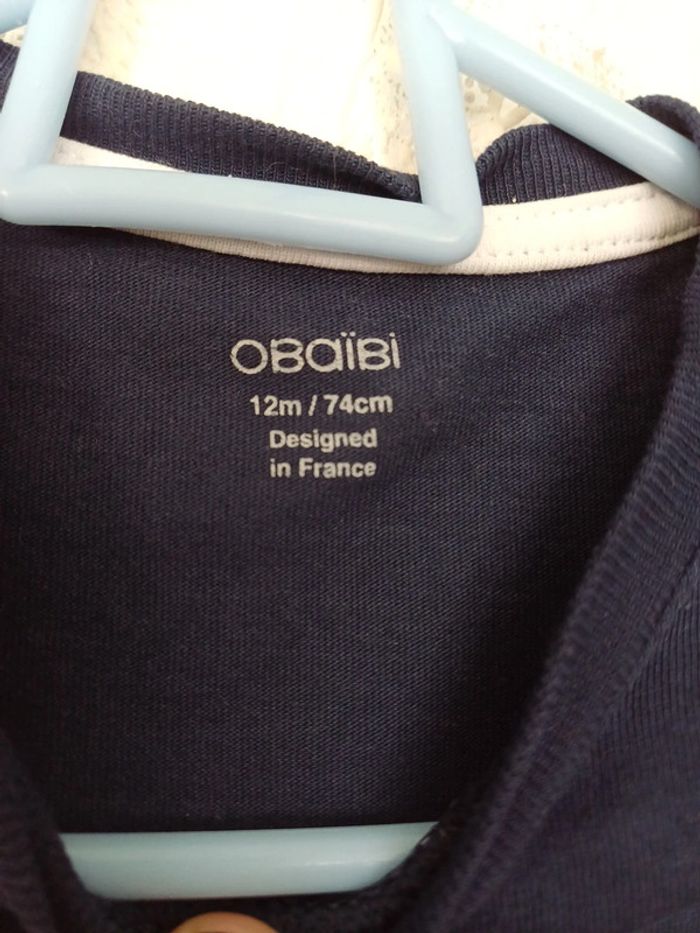 OBaïBi
12m / 74cm
Designed
in France